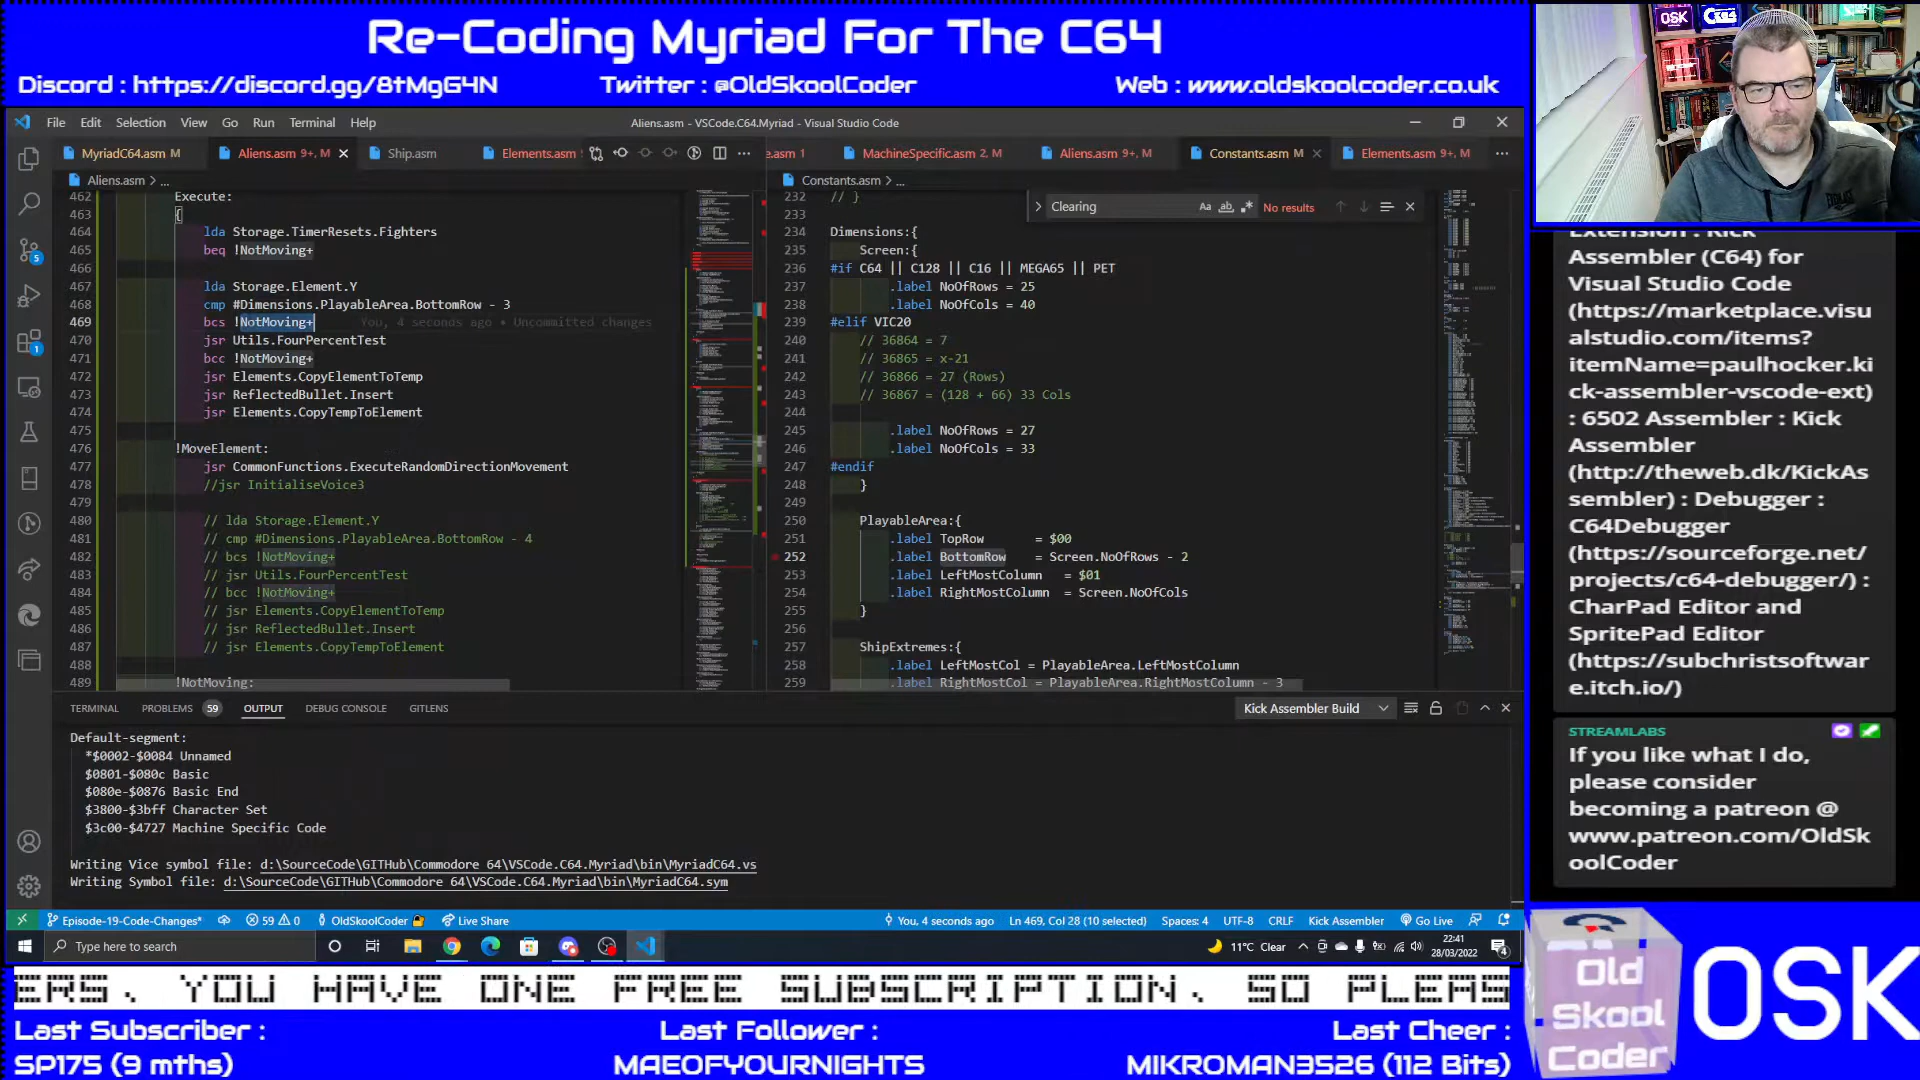 Re-Coding Myriad For The C64
Discord : https://discord.gg/8tMgG4N
Twitter : @OldSkoolCoder
Web : www.oldskoolcoder.co.uk
File Edit Selection View Go Run Terminal Help
Aliens.asm - VSCode.C64.Myriad - Visual Studio Code
MyriadC64.asm M
Aliens.asm 9+, M
Ship.asm
Elements.asm
e.asm 1
MachineSpecific.asm 2, M
Aliens.asm 9+, M
Constants.asm M
Elements.asm 9+, M
Aliens.asm > ...
462 Execute:
463 {
464 lda Storage.TimerResets.Fighters
465 beq !NotMoving+
466
467 lda Storage.Element.Y
468 cmp #Dimensions.PlayableArea.BottomRow - 3
469 bcs !NotMoving+ You, 4 seconds ago • Uncommitted changes
470 jsr Utils.FourPercentTest
471 bcc !NotMoving+
472 jsr Elements.CopyElementToTemp
473 jsr ReflectedBullet.Insert
474 jsr Elements.CopyTempToElement
475
476 !MoveElement:
477 jsr CommonFunctions.ExecuteRandomDirectionMovement
478 //jsr InitialiseVoice3
479
480 // lda Storage.Element.Y
481 // cmp #Dimensions.PlayableArea.BottomRow - 4
482 // bcs !NotMoving+
483 // jsr Utils.FourPercentTest
484 // bcc !NotMoving+
485 // jsr Elements.CopyElementToTemp
486 // jsr ReflectedBullet.Insert
487 // jsr Elements.CopyTempToElement
488
489 !NotMoving:
Constants.asm > ...
Clearing
Aa ab .*
No results
232 // }
233
234 Dimensions:{
235 Screen:{
236 #if C64 || C128 || C16 || MEGA65 || PET
237 .label NoOfRows = 25
238 .label NoOfCols = 40
239 #elif VIC20
240 // 36864 = 7
241 // 36865 = x-21
242 // 36866 = 27 (Rows)
243 // 36867 = (128 + 66) 33 Cols
244
245 .label NoOfRows = 27
246 .label NoOfCols = 33
247 #endif
248 }
249
250 PlayableArea:{
251 .label TopRow = $00
252 .label BottomRow = Screen.NoOfRows - 2
253 .label LeftMostColumn = $01
254 .label RightMostColumn = Screen.NoOfCols
255 }
256
257 ShipExtremes:{
258 .label LeftMostCol = PlayableArea.LeftMostColumn
259 .label RightMostCol = PlayableArea.RightMostColumn - 3
TERMINAL PROBLEMS 59 OUTPUT DEBUG CONSOLE GITLENS
Kick Assembler Build
Default-segment:
*$0002-$0084 Unnamed
$0801-$080c Basic
$080e-$0876 Basic End
$3800-$3bff Character Set
$3c00-$4727 Machine Specific Code
Writing Vice symbol file: d:\SourceCode\GITHub\Commodore 64\VSCode.C64.Myriad\bin\MyriadC64.vs
Writing Symbol file: d:\SourceCode\GITHub\Commodore 64\VSCode.C64.Myriad\bin\MyriadC64.sym
5
1
Episode-19-Code-Changes*
59 0
OldSkoolCoder
Live Share
You, 4 seconds ago
Ln 469, Col 28 (10 selected)
Spaces: 4
UTF-8
CRLF
Kick Assembler
Go Live
Type here to search
11°C Clear
22:41
28/03/2022
4
Extension : Kick
Assembler (C64) for
Visual Studio Code
(https://marketplace.visu
alstudio.com/items?
itemName=paulhocker.ki
ck-assembler-vscode-ext)
: 6502 Assembler : Kick
Assembler
(http://theweb.dk/KickAs
sembler) : Debugger :
C64Debugger
(https://sourceforge.net/
projects/c64-debugger/) :
CharPad Editor and
SpritePad Editor
(https://subchristsoftwar
e.itch.io/)
STREAMLABS
If you like what I do,
please consider
becoming a patreon @
www.patreon.com/OldSk
oolCoder
ERS. YOU HAVE ONE FREE SUBSCRIPTION, SO PLEAS
Last Subscriber :
SP175 (9 mths)
Last Follower :
MAEOFYOURNIGHTS
Last Cheer :
MIKROMAN3526 (112 Bits)
Old
Skool
Coder
OSK
OSK